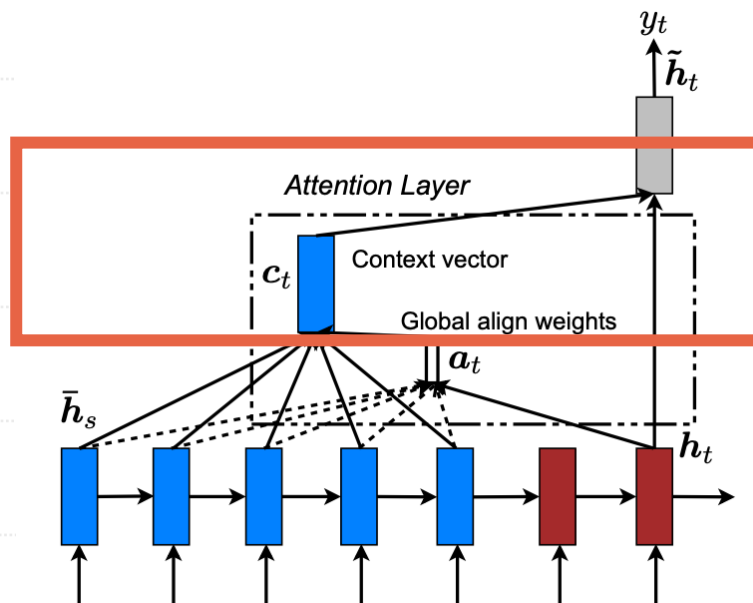 y_t
h̃_t
Attention Layer
c_t
Context vector
Global align weights
a_t
h̄_s
h_t